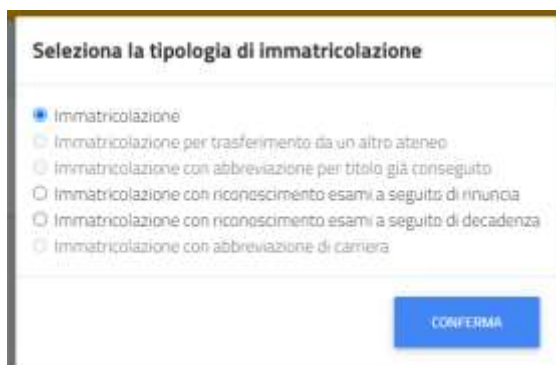 Seleziona la tipologia di immatricolazione
Immatricolazione
Immatricolazione per trasferimento da un altro ateneo
Immatricolazione con abbreviazione per titolo già conseguito
Immatricolazione con riconoscimento esami a seguito di rinuncia
Immatricolazione con riconoscimento esami a seguito di decadenza
Immatricolazione con abbreviazione di carriera
CONFERMA